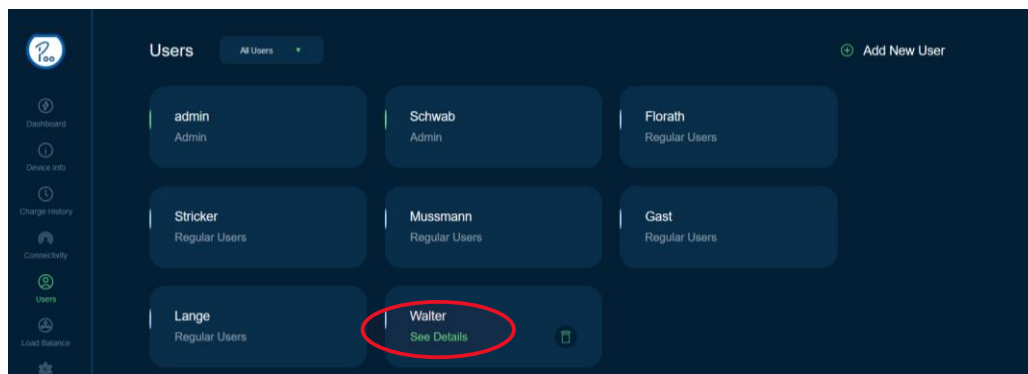 Poo
Users
All Users
Add New User
Dashboard
Device Info
Charge History
Connectivity
Users
Load Balance
admin
Admin
Schwab
Admin
Florath
Regular Users
Stricker
Regular Users
Mussmann
Regular Users
Gast
Regular Users
Lange
Regular Users
Walter
See Details